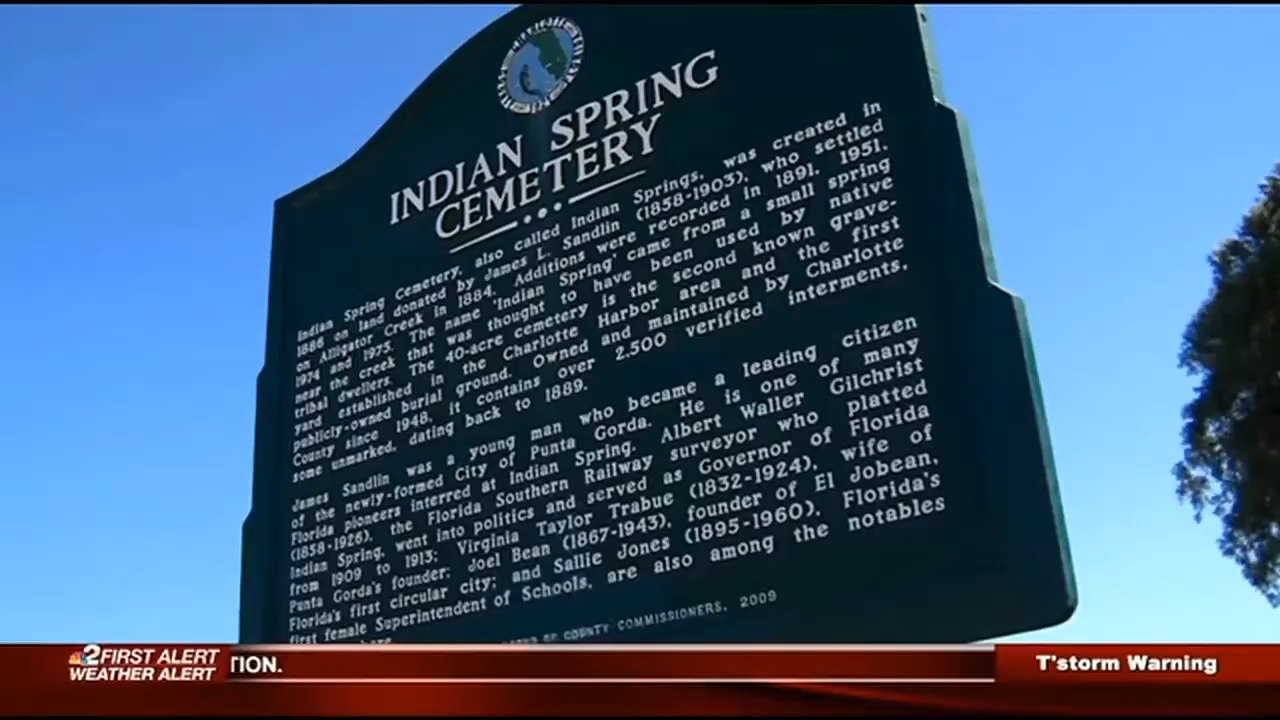 INDIAN SPRING
CEMETERY
Indian Spring Cemetery, also called Indian Springs, was created in
1886 on land donated by James L. Sandlin (1858-1903), who settled
on Alligator Creek in 1884. Additions were recorded in 1891, 1951,
1974 and 1975. The name 'Indian Spring' came from a small spring
near the creek that was thought to have been used by native
tribal dwellers. The 40-acre cemetery is the second known grave-
yard established in the Charlotte Harbor area and the first
publicly-owned burial ground. Owned and maintained by Charlotte
County since 1948, it contains over 2,500 verified interments,
some unmarked, dating back to 1889.
James Sandlin was a young man who became a leading citizen
of the newly-formed City of Punta Gorda. He is one of many
Florida pioneers interred at Indian Spring. Albert Waller Gilchrist
(1858-1926), the Florida Southern Railway surveyor who platted
Indian Spring, went into politics and served as Governor of Florida
from 1909 to 1913; Virginia Taylor Trabue (1832-1924), wife of
Punta Gorda's founder; Joel Bean (1867-1943), founder of El Jobean,
Florida's first circular city; and Sallie Jones (1895-1960), Florida's
first female Superintendent of Schools, are also among the notables
OF COUNTY COMMISSIONERS, 2009
2 FIRST ALERT
WEATHER ALERT
TION.
T'storm Warning